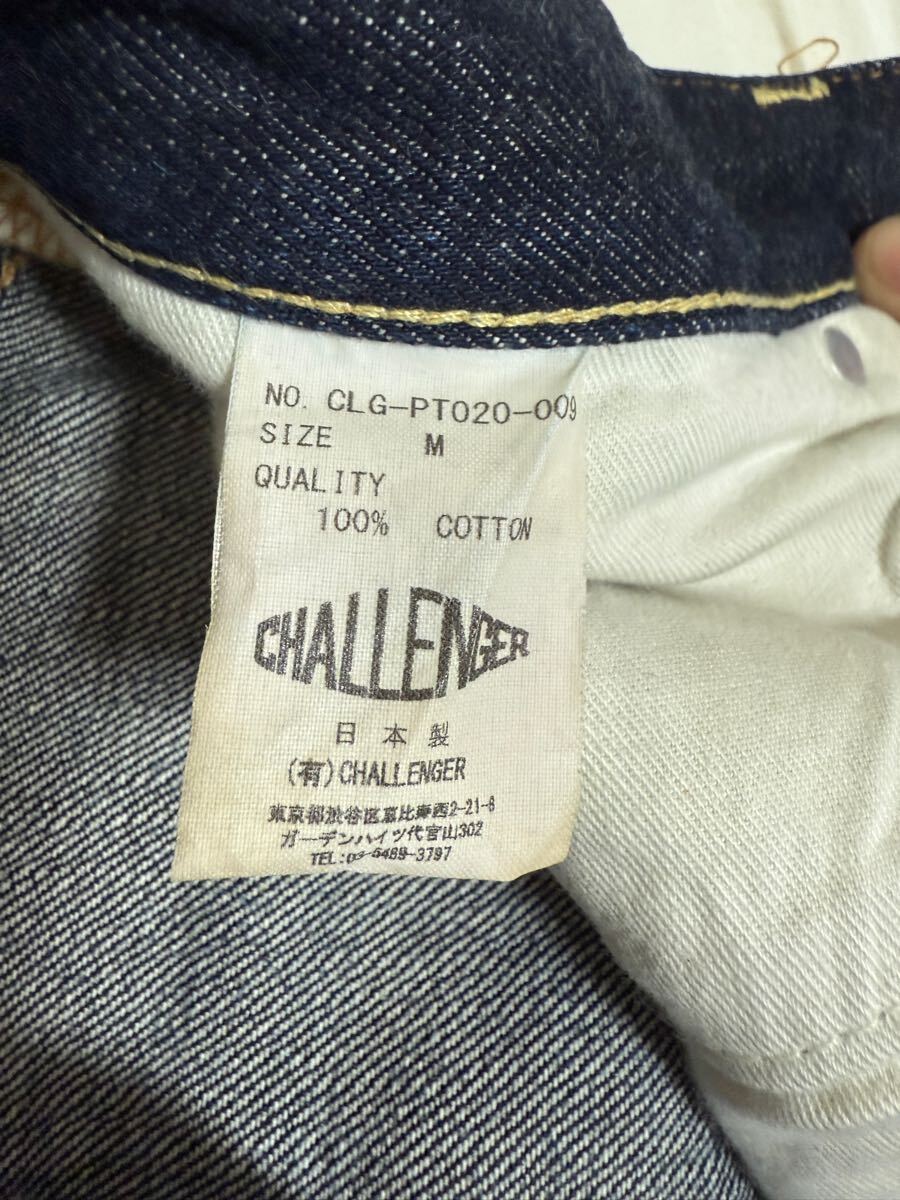 NO. CLG-PT020-009
SIZE M
QUALITY
100% COTTON
CHALLENGER
日本製
(有)CHALLENGER
東京都渋谷区恵比寿西2-21-8
ガーデンハイツ代官山302
TEL:03-5489-3797